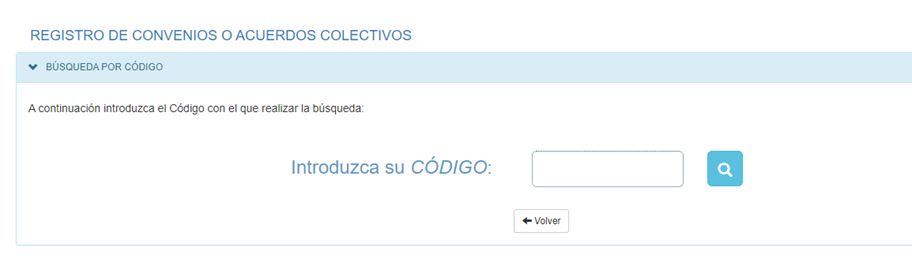 REGISTRO DE CONVENIOS O ACUERDOS COLECTIVOS
BÚSQUEDA POR CÓDIGO
A continuación introduzca el Código con el que realizar la búsqueda:
Introduzca su CÓDIGO:
Volver